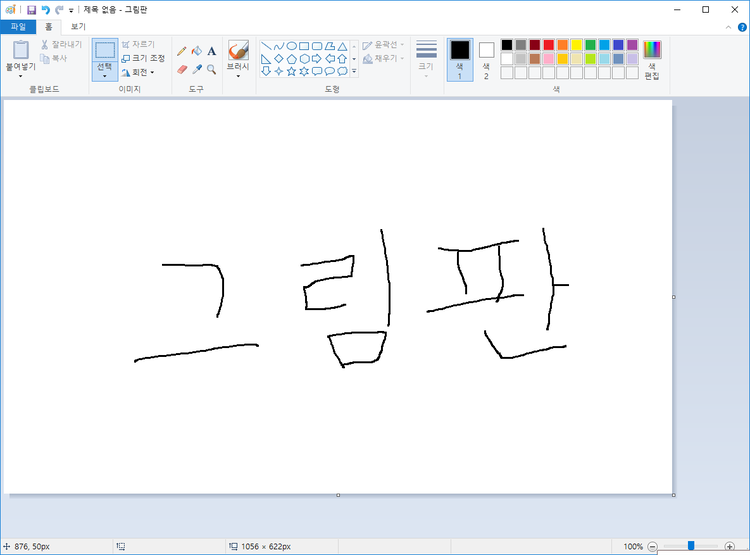 제목 없음 - 그림판
파일 홈 보기
붙여넣기 잘라내기 복사 클립보드
선택 자르기 크기 조정 회전 이미지
A 도구
브러시
윤곽선 채우기 도형
크기
색 1 색 2 색 편집 색
그림판
876, 50px 1056 × 622px 100%